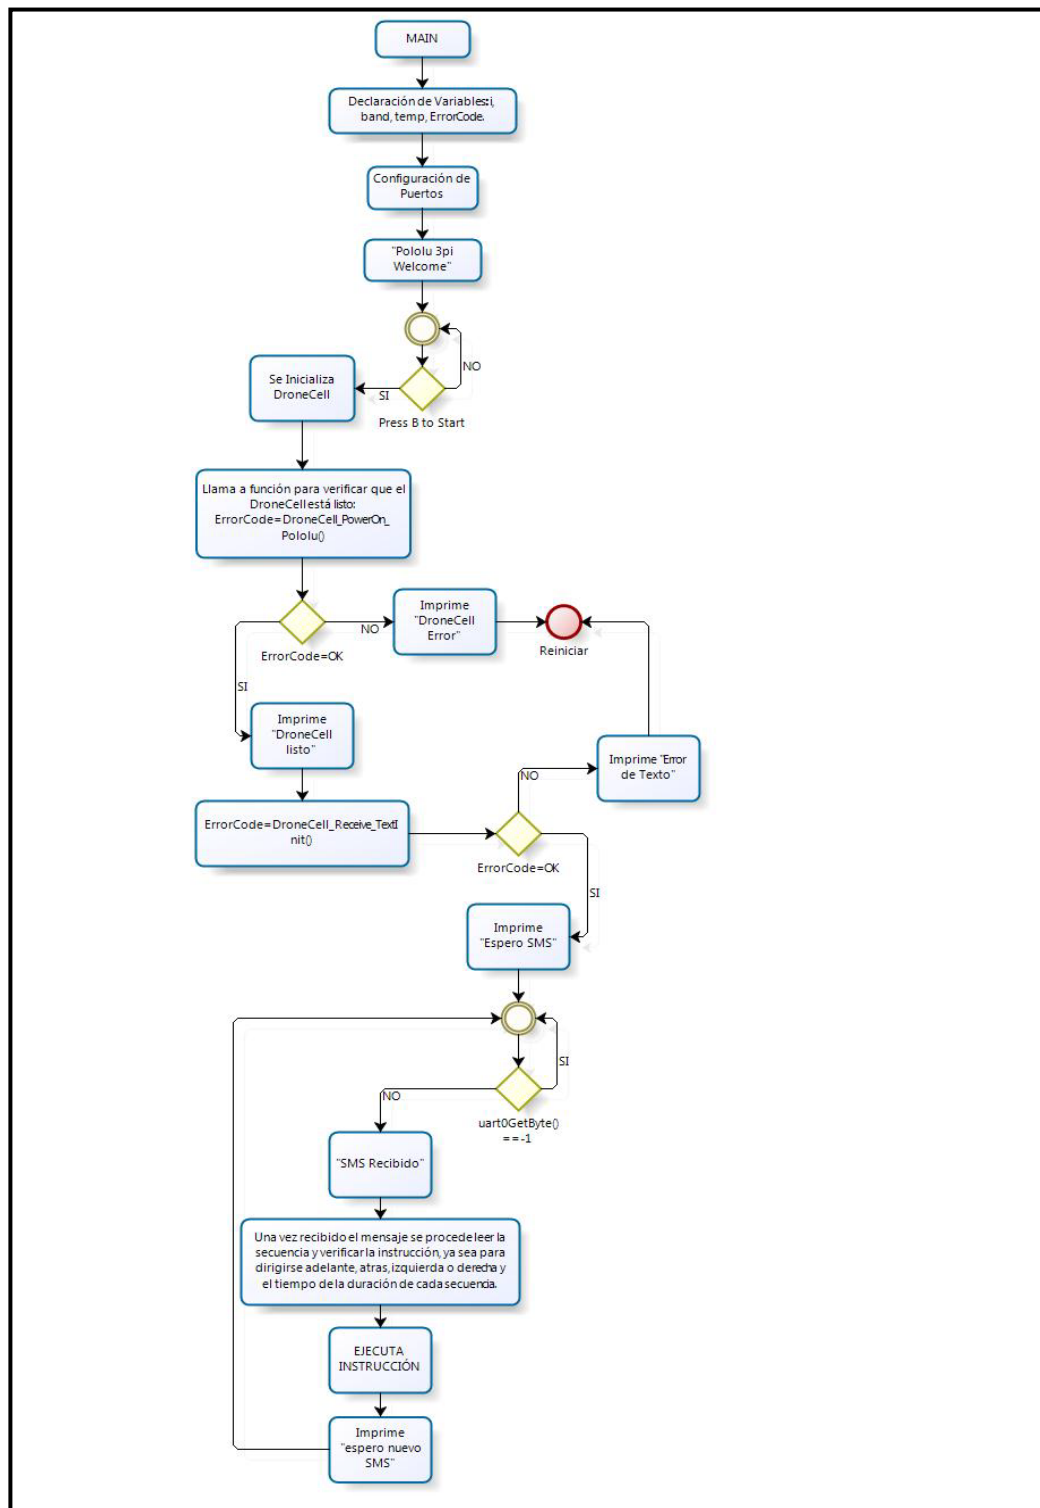 MAIN
Declaración de Variables:i,
band, temp, ErrorCode.
Configuración de
Puertos
"Pololu 3pi
Welcome"
NO
Se Inicializa
DroneCell
SI
Press B to Start
Llama a función para verificar que el
DroneCell está listo:
ErrorCode=DroneCell_PowerOn_
Pololu()
Imprime
"DroneCell
Error"
NO
Reiniciar
ErrorCode=OK
SI
Imprime
"DroneCell
listo"
Imprime "Error
de Texto"
NO
ErrorCode=DroneCell_Receive_TextI
nit()
ErrorCode=OK
SI
Imprime
"Espero SMS"
SI
NO
uart0GetByte()
==-1
"SMS Recibido"
Una vez recibido el mensaje se procede leer la
secuencia y verificar la instrucción, ya sea para
dirigirse adelante, atras, izquierda o derecha y
el tiempo de la duración de cada secuencia.
EJECUTA
INSTRUCCIÓN
Imprime
"espero nuevo
SMS"